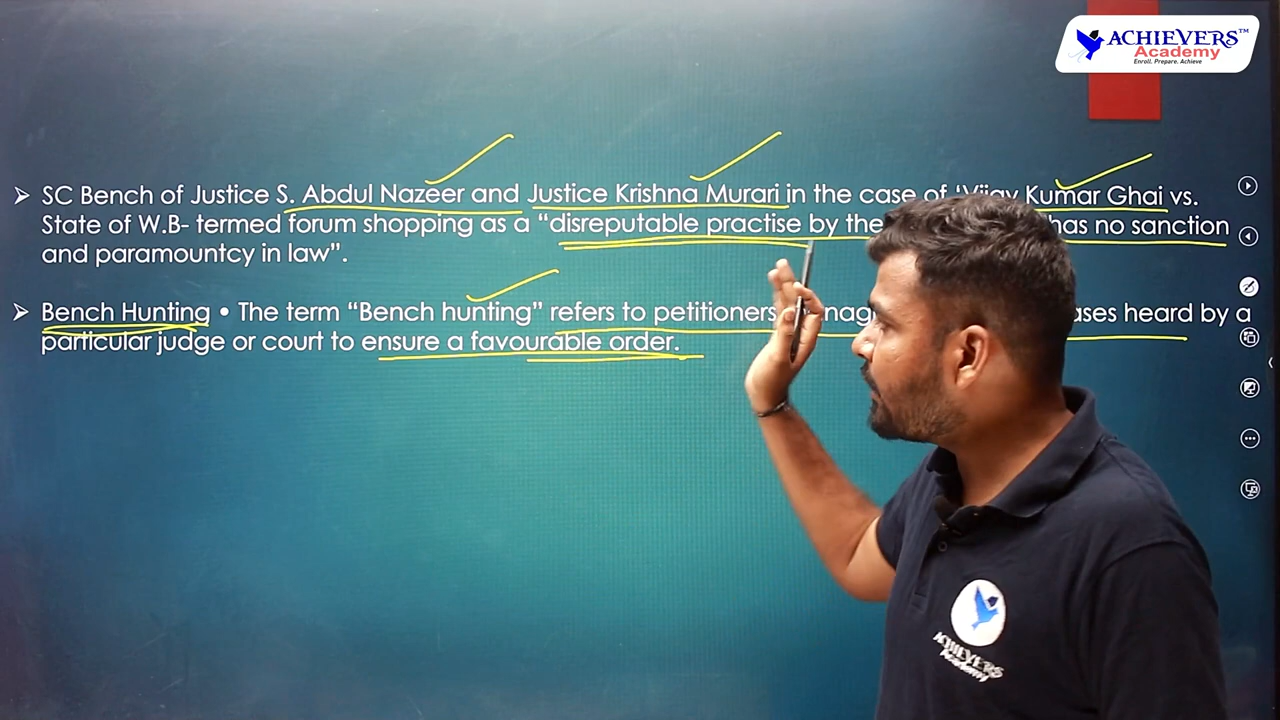 ACHIEVERS™
Academy
Enroll. Prepare. Achieve
➢ SC Bench of Justice S. Abdul Nazeer and Justice Krishna Murari in the case of ‘Vijay Kumar Ghai vs.
State of W.B- termed forum shopping as a “disreputable practise by the has no sanction
and paramountcy in law”.
➢ Bench Hunting • The term “Bench hunting” refers to petitioners heard by a
particular judge or court to ensure a favourable order.
ACHIEVERS
Academy